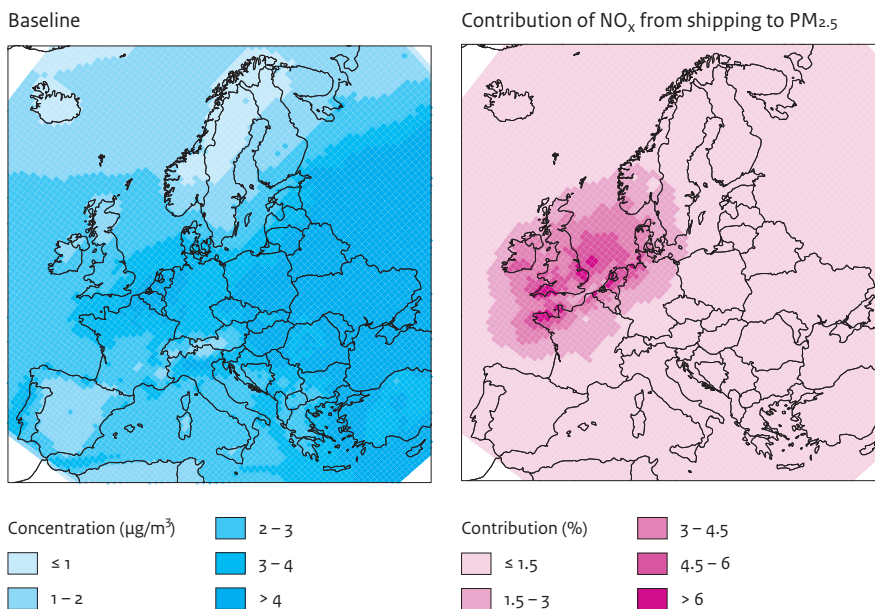 Baseline
Contribution of NOx from shipping to PM2.5
Concentration (µg/m³)
≤ 1
1 – 2
2 – 3
3 – 4
> 4
Contribution (%)
≤ 1.5
1.5 – 3
3 – 4.5
4.5 – 6
> 6